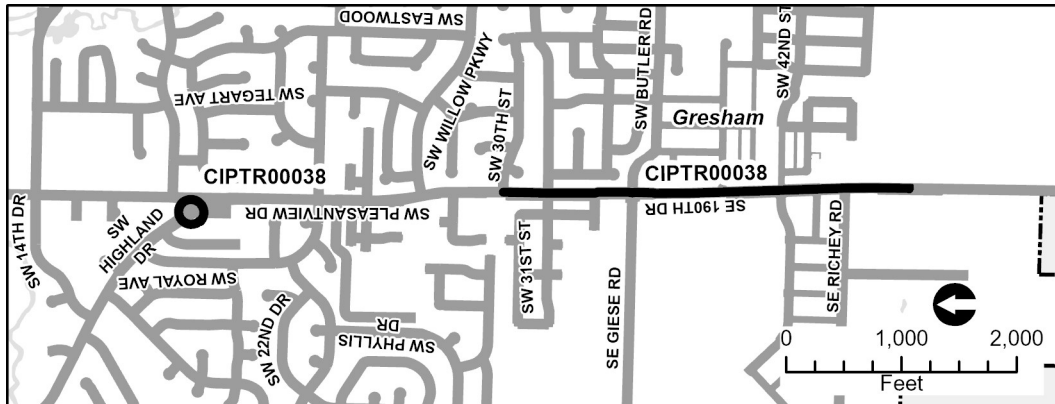 SW EASTWOOD
SW BUTLER RD
SW 42ND ST
SW WILLOW PKWY
SW TEGART AVE
SW 30TH ST
Gresham
CIPTR00038
CIPTR00038
SW 14TH DR
SW
HIGHLAND
DR
SW PLEASANTVIEW DR
SE 190TH DR
SW ROYAL AVE
SW 31ST ST
SE RICHEY RD
SW 22ND DR
SW PHYLLIS
DR
SE GIESE RD
0 1,000 2,000
Feet